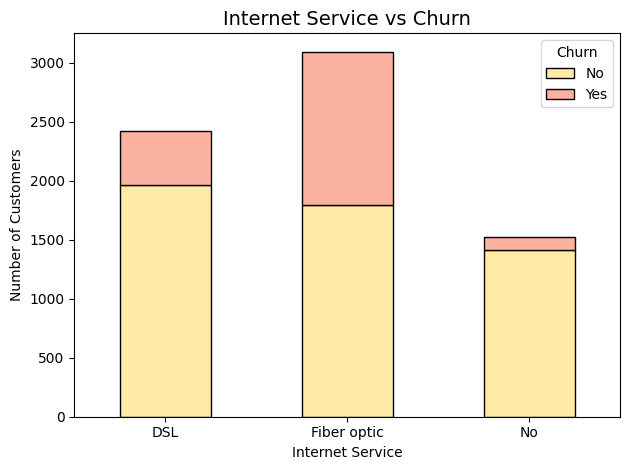 Internet Service vs Churn
Churn
No
Yes
3000
2500
2000
1500
1000
500
0
Number of Customers
DSL
Fiber optic
No
Internet Service